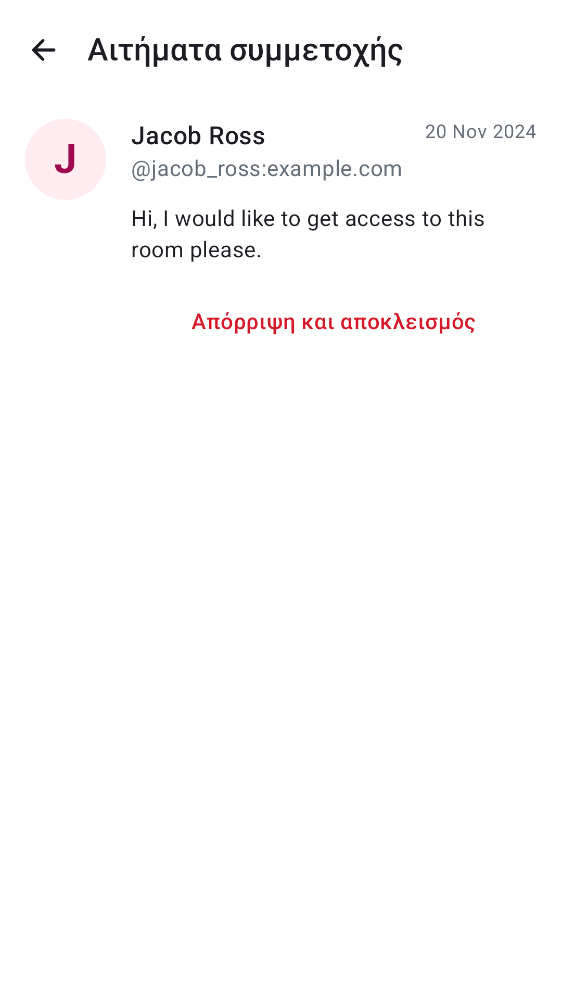 Αιτήματα συμμετοχής
J
Jacob Ross
20 Nov 2024
@jacob_ross:example.com
Hi, I would like to get access to this
room please.
Απόρριψη και αποκλεισμός